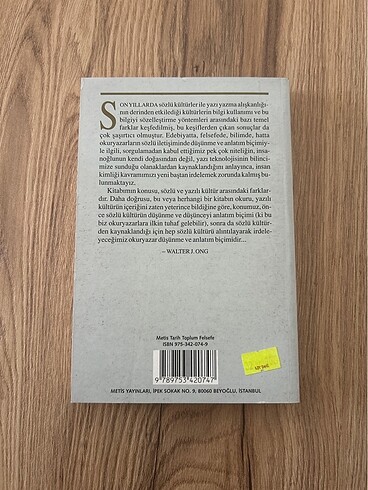 SON YILLARDA sözlü kültürler ile yazı yazma alışkanlığı-
nın derinden etkilediği kültürlerin bilgi kullanımı ve bu
bilgiyi sözelleştirme yöntemleri arasındaki bazı temel
farklar keşfedilmiş, bu keşiflerden çıkan sonuçlar da
çok şaşırtıcı olmuştur. Edebiyatta, felsefede, bilimde, hatta
okuryazarların sözlü iletişiminde düşünme ve anlatım biçimiy-
le ilgili, sorgulamadan kabul ettiğimiz pek çok niteliğin, insa-
noğlunun kendi doğasından değil, yazı teknolojisinin bilinci-
mize sunduğu olanaklardan kaynaklandığını anlayınca, insan
kimliği kavramımızı yeni baştan irdelemek zorunda kalmış bu-
lunmaktayız.
Kitabımın konusu, sözlü ve yazılı kültür arasındaki farklar-
dır. Daha doğrusu, bu veya herhangi bir kitabın okuru, yazılı
kültürün içeriğini zaten yeterince bildiğine göre, konumuz, ön-
ce sözlü kültürün düşünme ve düşünceyi anlatım biçimi (ki bu
biz okuryazarlara ilkin tuhaf gelebilir), sonra da sözlü kültür-
den kaynaklandığı için hep sözlü kültürü alıntılayarak irdele-
yeceğimiz okuryazar düşünme ve anlatım biçimidir...
– WALTER J. ONG
Metis Tarih Toplum Felsefe
ISBN 975-342-074-9
9 789753 420747
METİS YAYINLARI, İPEK SOKAK NO. 9, 80060 BEYOĞLU, İSTANBUL